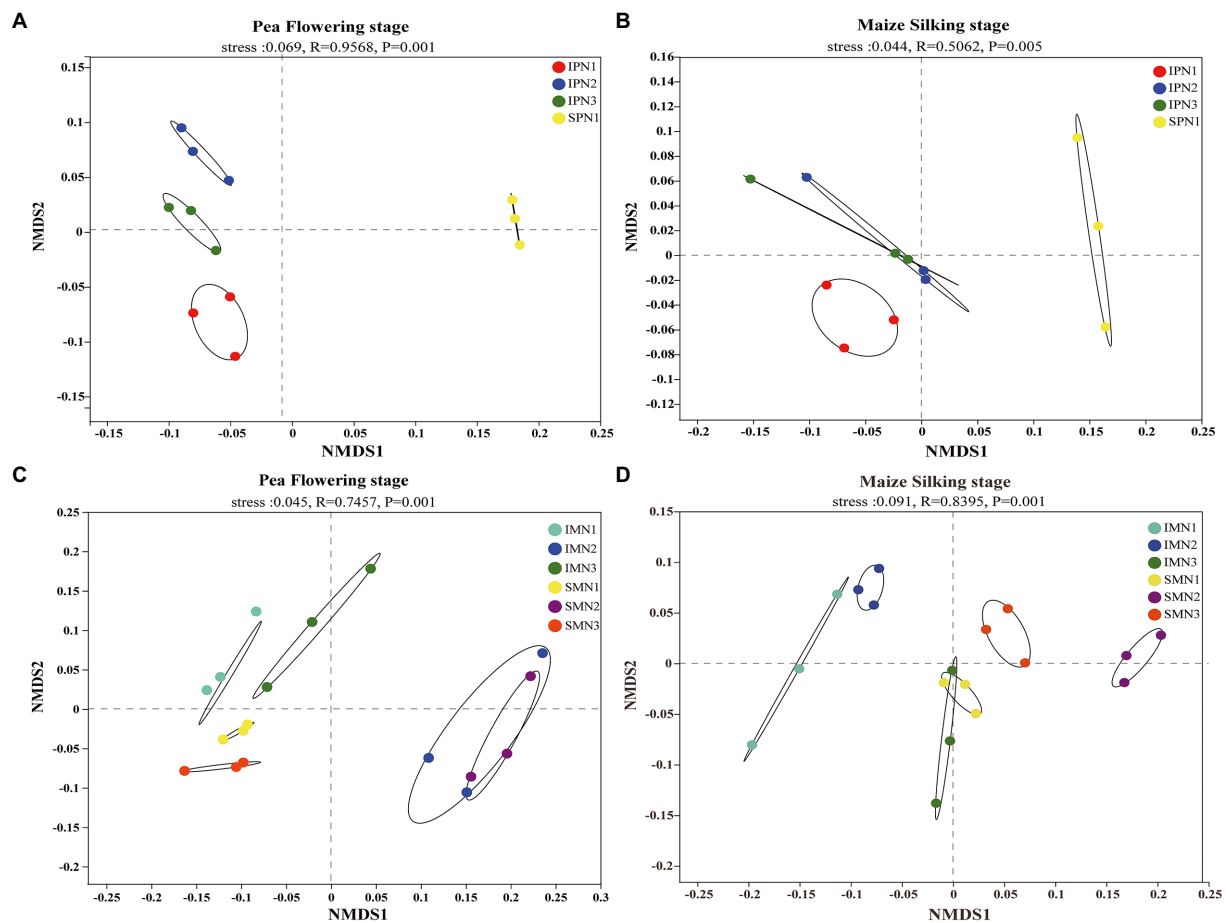 A
Pea Flowering stage
stress :0.069, R=0.9568, P=0.001
IPN1
IPN2
IPN3
SPN1
0.15
0.1
0.05
0
-0.05
-0.1
-0.15
NMDS2
-0.15 -0.1 -0.05 0 0.05 0.1 0.15 0.2 0.25
NMDS1
B
Maize Silking stage
stress :0.044, R=0.5062, P=0.005
IPN1
IPN2
IPN3
SPN1
0.16
0.14
0.12
0.1
0.08
0.06
0.04
0.02
0
-0.02
-0.04
-0.06
-0.08
-0.1
-0.12
NMDS2
-0.2 -0.15 -0.1 -0.05 0 0.05 0.1 0.15 0.2 0.25
NMDS1
C
Pea Flowering stage
stress :0.045, R=0.7457, P=0.001
IMN1
IMN2
IMN3
SMN1
SMN2
SMN3
0.25
0.2
0.15
0.1
0.05
0
-0.05
-0.1
-0.15
-0.2
NMDS2
-0.25 -0.2 -0.15 -0.1 -0.05 0 0.05 0.1 0.15 0.2 0.25 0.3
NMDS1
D
Maize Silking stage
stress :0.091, R=0.8395, P=0.001
IMN1
IMN2
IMN3
SMN1
SMN2
SMN3
0.15
0.1
0.05
0
-0.05
-0.1
-0.15
-0.2
NMDS2
-0.25 -0.2 -0.15 -0.1 -0.05 0 0.05 0.1 0.15 0.2 0.25
NMDS1